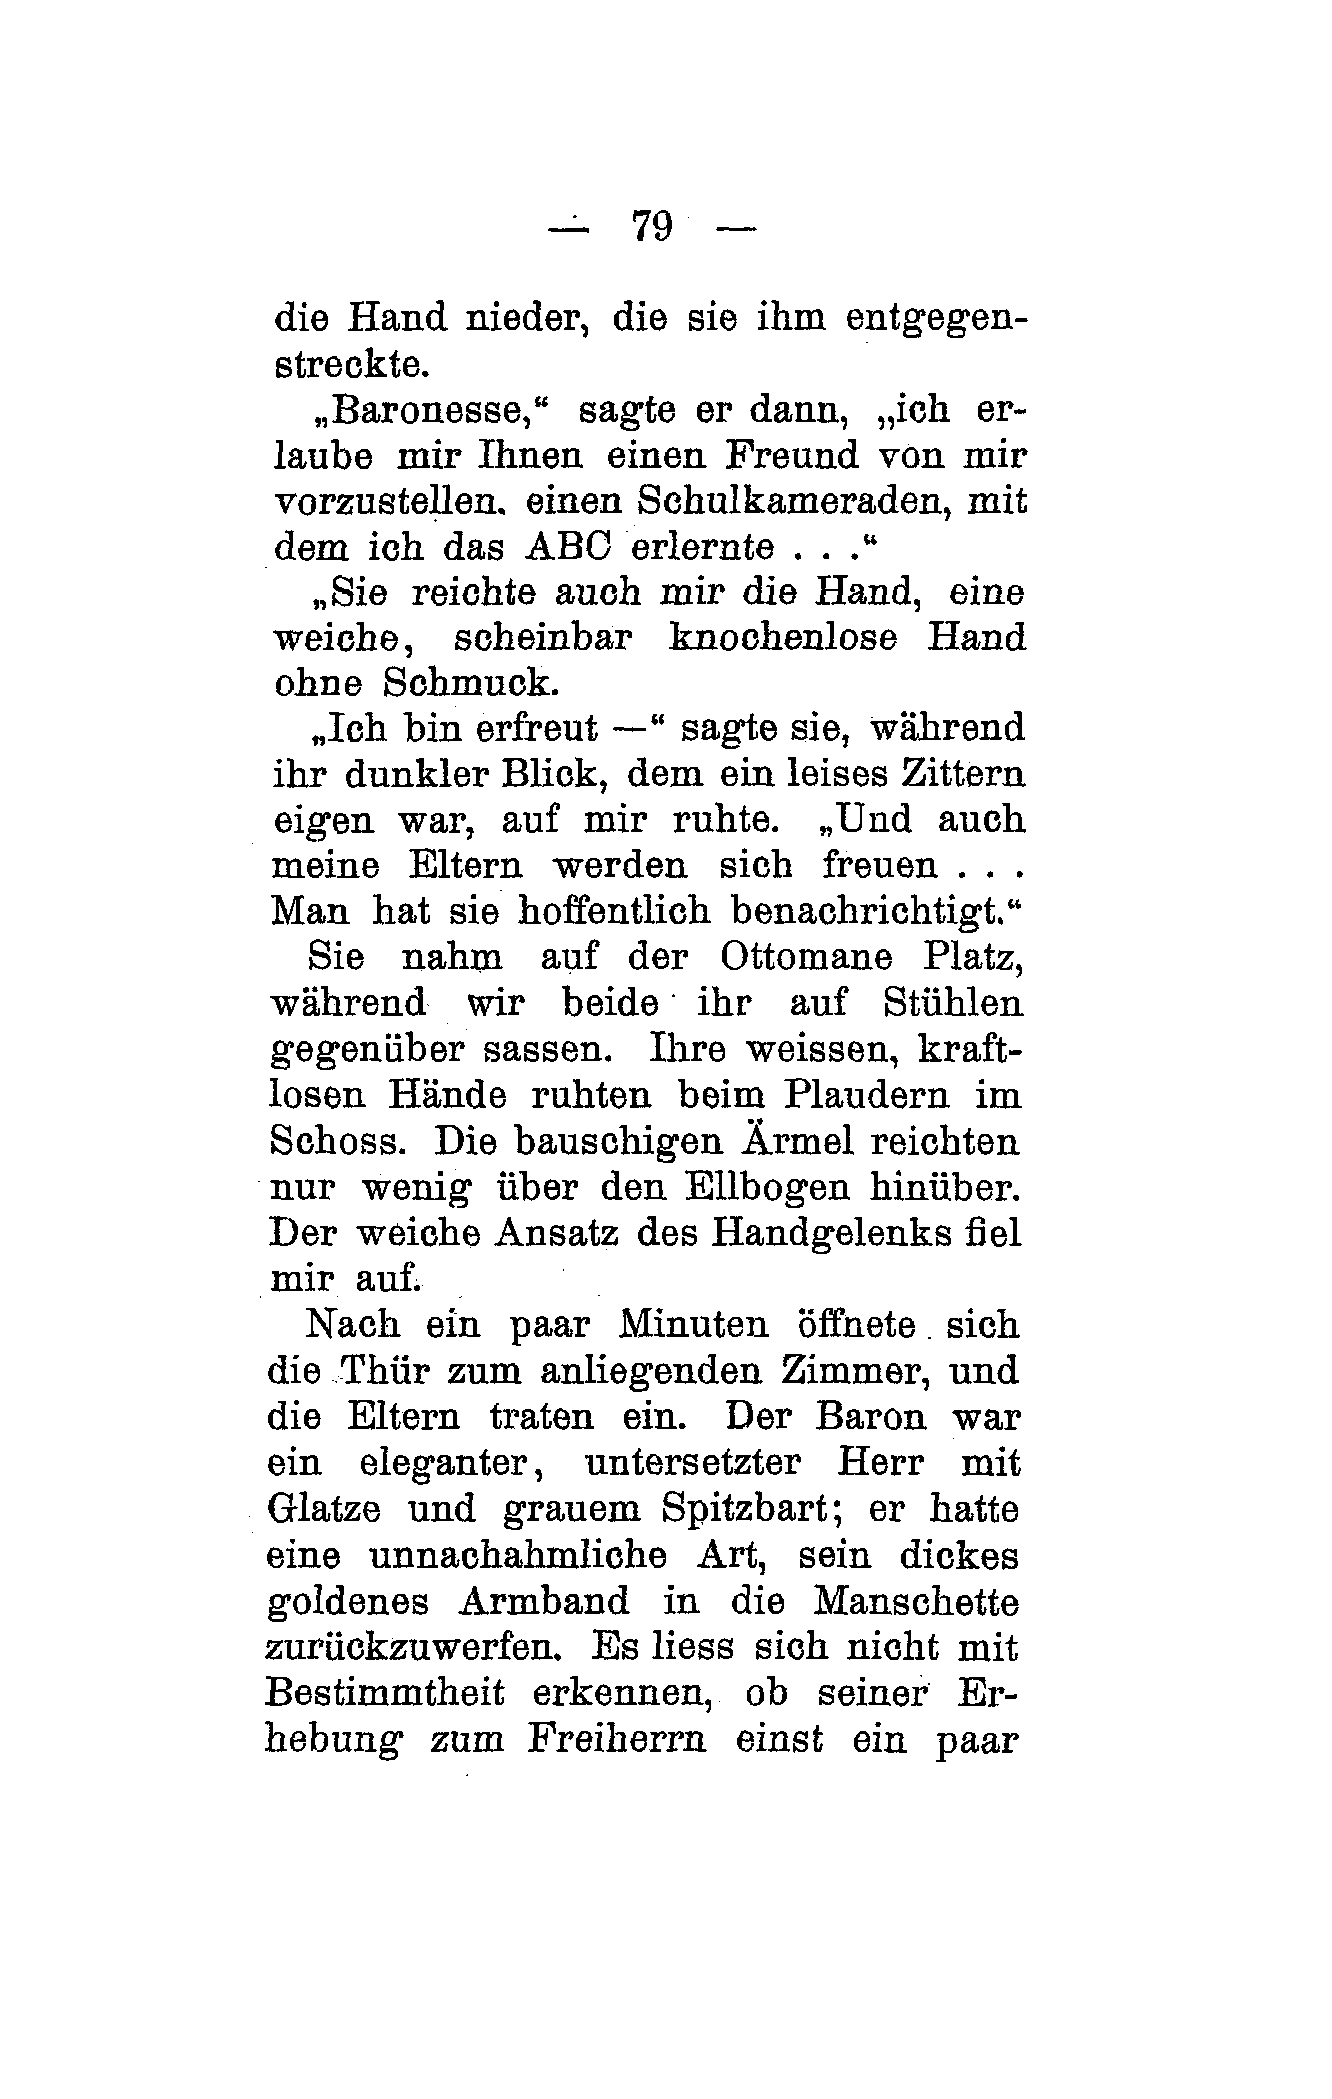 — 79 —
die Hand nieder, die sie ihm entgegen-
streckte.
„Baronesse,“ sagte er dann, „ich er-
laube mir Ihnen einen Freund von mir
vorzustellen. einen Schulkameraden, mit
dem ich das ABC erlernte . . .“
„Sie reichte auch mir die Hand, eine
weiche, scheinbar knochenlose Hand
ohne Schmuck.
„Ich bin erfreut —“ sagte sie, während
ihr dunkler Blick, dem ein leises Zittern
eigen war, auf mir ruhte. „Und auch
meine Eltern werden sich freuen . . .
Man hat sie hoffentlich benachrichtigt.“
Sie nahm auf der Ottomane Platz,
während wir beide ihr auf Stühlen
gegenüber sassen. Ihre weissen, kraft-
losen Hände ruhten beim Plaudern im
Schoss. Die bauschigen Ärmel reichten
nur wenig über den Ellbogen hinüber.
Der weiche Ansatz des Handgelenks fiel
mir auf.
Nach ein paar Minuten öffnete sich
die Thür zum anliegenden Zimmer, und
die Eltern traten ein. Der Baron war
ein eleganter, untersetzter Herr mit
Glatze und grauem Spitzbart; er hatte
eine unnachahmliche Art, sein dickes
goldenes Armband in die Manschette
zurückzuwerfen. Es liess sich nicht mit
Bestimmtheit erkennen, ob seiner Er-
hebung zum Freiherrn einst ein paar